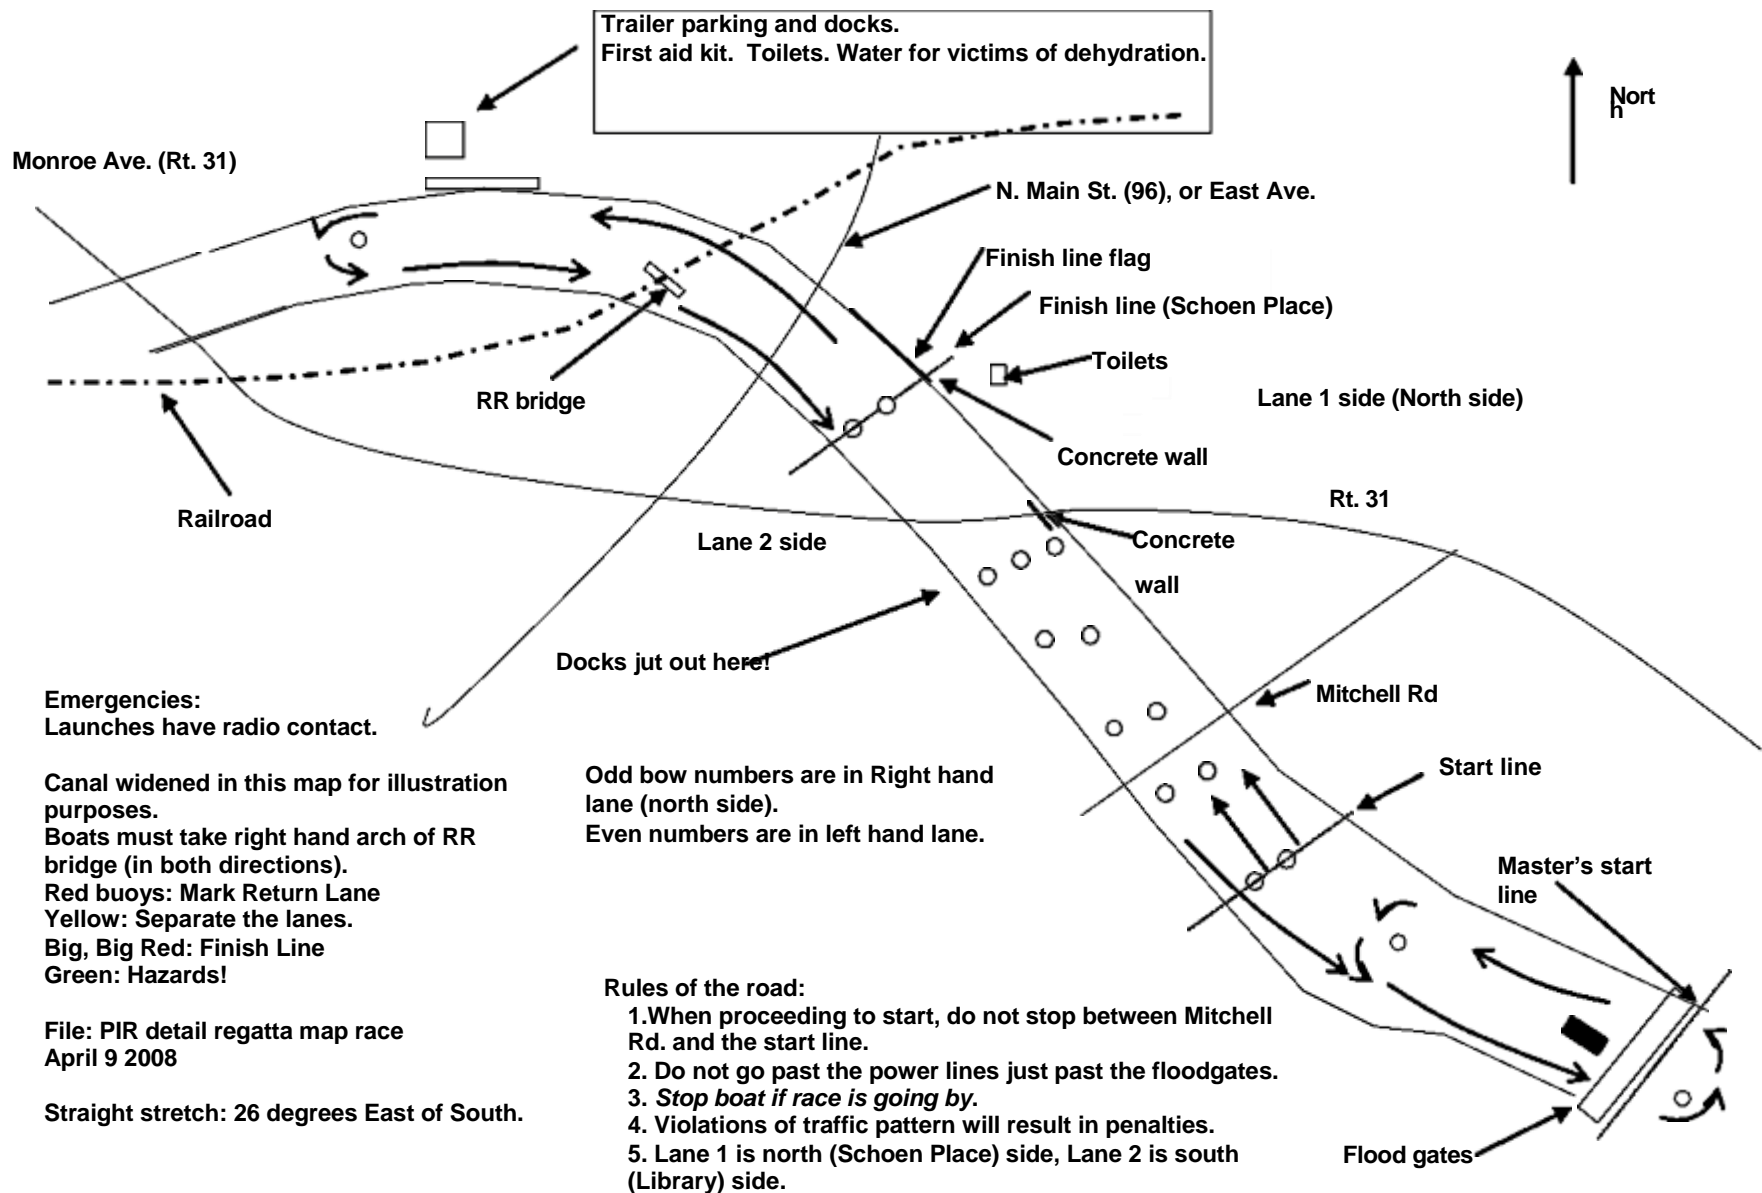 Trailer parking and docks.
First aid kit.  Toilets. Water for victims of dehydration.
North
Monroe Ave. (Rt. 31)
N. Main St. (96), or East Ave.
Finish line flag
Finish line (Schoen Place)
Toilets
RR bridge
Lane 1 side (North side)
Concrete wall
Railroad
Rt. 31
Lane 2 side
Concrete
wall
Docks jut out here!
Mitchell Rd
Emergencies:
Launches have radio contact.
Canal widened in this map for illustration
purposes.
Boats must take right hand arch of RR
bridge (in both directions).
Red buoys: Mark Return Lane
Yellow: Separate the lanes.
Big, Big Red: Finish Line
Green: Hazards!
File: PIR detail regatta map race
April 9 2008
Straight stretch: 26 degrees East of South.
Odd bow numbers are in Right hand
lane (north side).
Even numbers are in left hand lane.
Start line
Master's start
line
Rules of the road:
1.When proceeding to start, do not stop between Mitchell
Rd. and the start line.
2. Do not go past the power lines just past the floodgates.
3. Stop boat if race is going by.
4. Violations of traffic pattern will result in penalties.
5. Lane 1 is north (Schoen Place) side, Lane 2 is south
(Library) side.
Flood gates